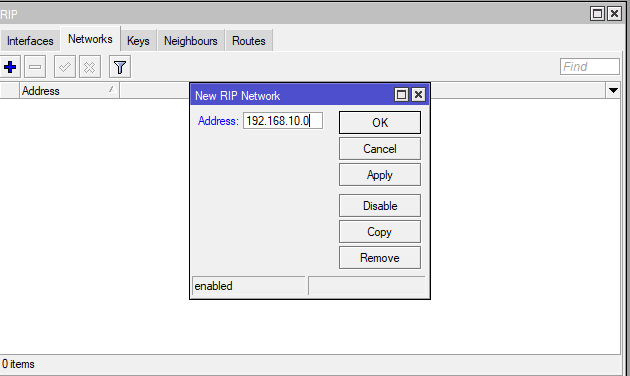 RIP
Interfaces Networks Keys Neighbours Routes
Find
Address
New RIP Network
Address: 192.168.10.0
OK
Cancel
Apply
Disable
Copy
Remove
enabled
0 items